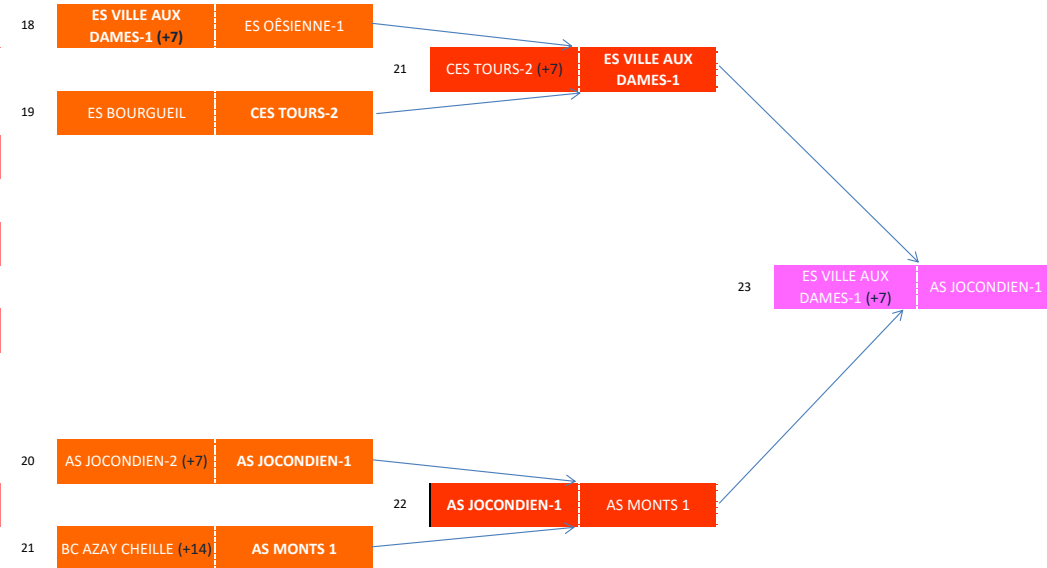 18
ES VILLE AUX
DAMES-1 (+7)
ES OÊSIENNE-1
21
CES TOURS-2 (+7)
ES VILLE AUX
DAMES-1
19
ES BOURGUEIL
CES TOURS-2
23
ES VILLE AUX
DAMES-1 (+7)
AS JOCONDIEN-1
20
AS JOCONDIEN-2 (+7)
AS JOCONDIEN-1
22
AS JOCONDIEN-1
AS MONTS 1
21
BC AZAY CHEILLE (+14)
AS MONTS 1